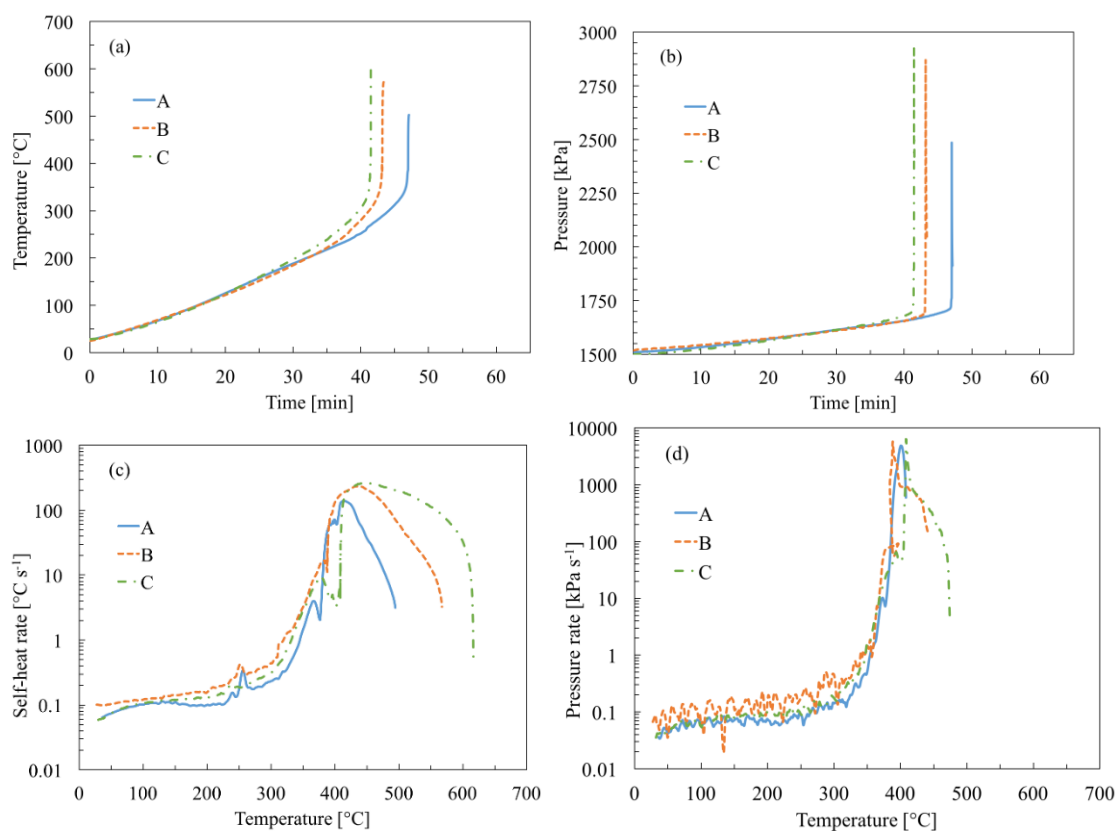 (a)
Temperature [°C]
700
600
500
400
300
200
100
0
A
B
C
0 10 20 30 40 50 60
Time [min]
(b)
Pressure [kPa]
3000
2750
2500
2250
2000
1750
1500
A
B
C
0 10 20 30 40 50 60
Time [min]
(c)
Self-heat rate [°C s⁻¹]
1000
100
10
1
0.1
0.01
A
B
C
0 100 200 300 400 500 600 700
Temperature [°C]
(d)
Pressure rate [kPa s⁻¹]
10000
1000
100
10
1
0.1
0.01
A
B
C
0 100 200 300 400 500 600 700
Temperature [°C]